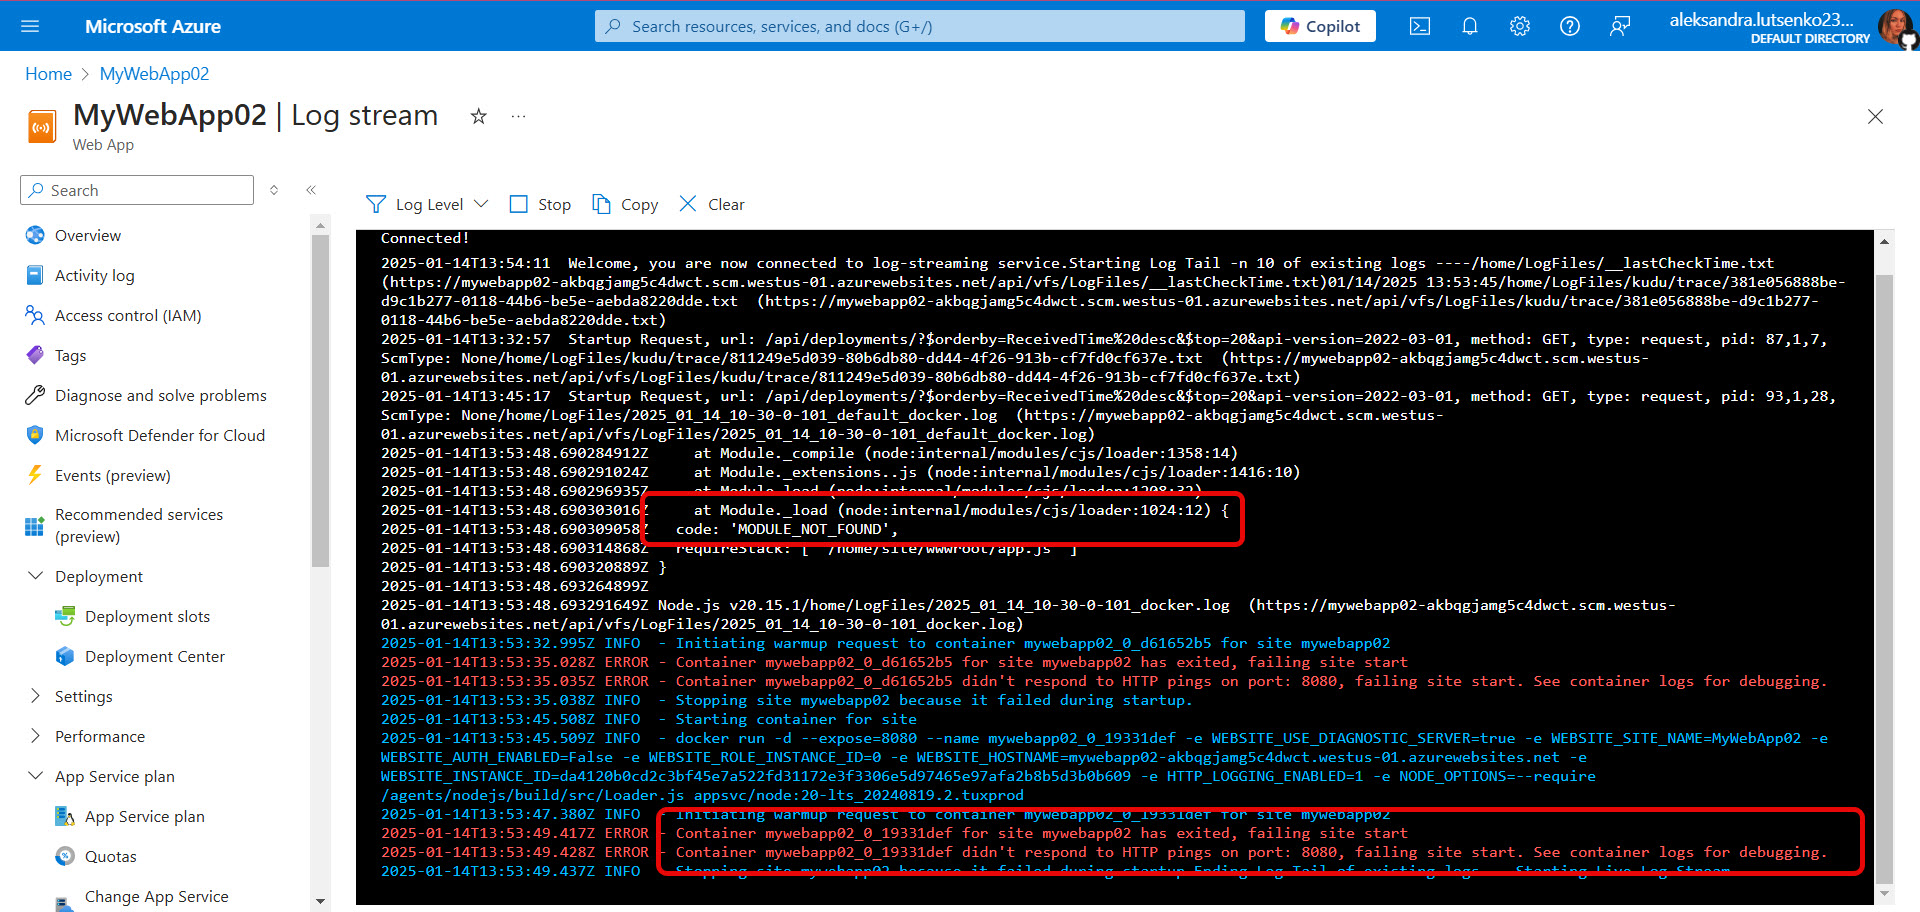 Microsoft Azure
Search resources, services, and docs (G+/)
Copilot
aleksandra.lutsenko23...
DEFAULT DIRECTORY
Home > MyWebApp02
MyWebApp02 | Log stream
Web App
Search
Overview
Activity log
Access control (IAM)
Tags
Diagnose and solve problems
Microsoft Defender for Cloud
Events (preview)
Recommended services
(preview)
Deployment
Deployment slots
Deployment Center
Settings
Performance
App Service plan
App Service plan
Quotas
Change App Service
Log Level
Stop
Copy
Clear
Connected!
2025-01-14T13:54:11  Welcome, you are now connected to log-streaming service.Starting Log Tail -n 10 of existing logs ----/home/LogFiles/__lastCheckTime.txt
(https://mywebapp02-akbqgjamg5c4dwct.scm.westus-01.azurewebsites.net/api/vfs/LogFiles/__lastCheckTime.txt)01/14/2025 13:53:45/home/LogFiles/kudu/trace/381e056888be-
d9c1b277-0118-44b6-be5e-aebda8220dde.txt  (https://mywebapp02-akbqgjamg5c4dwct.scm.westus-01.azurewebsites.net/api/vfs/LogFiles/kudu/trace/381e056888be-d9c1b277-
0118-44b6-be5e-aebda8220dde.txt)
2025-01-14T13:32:57  Startup Request, url: /api/deployments/?$orderby=ReceivedTime%20desc&$top=20&api-version=2022-03-01, method: GET, type: request, pid: 87,1,7,
ScmType: None/home/LogFiles/kudu/trace/811249e5d039-80b6db80-dd44-4f26-913b-cf7fd0cf637e.txt  (https://mywebapp02-akbqgjamg5c4dwct.scm.westus-
01.azurewebsites.net/api/vfs/LogFiles/kudu/trace/811249e5d039-80b6db80-dd44-4f26-913b-cf7fd0cf637e.txt)
2025-01-14T13:45:17  Startup Request, url: /api/deployments/?$orderby=ReceivedTime%20desc&$top=20&api-version=2022-03-01, method: GET, type: request, pid: 93,1,28,
ScmType: None/home/LogFiles/2025_01_14_10-30-0-101_default_docker.log  (https://mywebapp02-akbqgjamg5c4dwct.scm.westus-
01.azurewebsites.net/api/vfs/LogFiles/2025_01_14_10-30-0-101_default_docker.log)
2025-01-14T13:53:48.690284912Z     at Module._compile (node:internal/modules/cjs/loader:1358:14)
2025-01-14T13:53:48.690291024Z     at Module._extensions..js (node:internal/modules/cjs/loader:1416:10)
2025-01-14T13:53:48.690296935Z     at Module.load (node:internal/modules/cjs/loader:1208:32)
2025-01-14T13:53:48.690303016Z     at Module._load (node:internal/modules/cjs/loader:1024:12) {
2025-01-14T13:53:48.690309058Z   code: 'MODULE_NOT_FOUND',
2025-01-14T13:53:48.690314868Z   requireStack: [ '/home/site/wwwroot/app.js' ]
2025-01-14T13:53:48.690320889Z }
2025-01-14T13:53:48.693264899Z
2025-01-14T13:53:48.693291649Z Node.js v20.15.1/home/LogFiles/2025_01_14_10-30-0-101_docker.log  (https://mywebapp02-akbqgjamg5c4dwct.scm.westus-
01.azurewebsites.net/api/vfs/LogFiles/2025_01_14_10-30-0-101_docker.log)
2025-01-14T13:53:32.995Z INFO  - Initiating warmup request to container mywebapp02_0_d61652b5 for site mywebapp02
2025-01-14T13:53:35.028Z ERROR - Container mywebapp02_0_d61652b5 for site mywebapp02 has exited, failing site start
2025-01-14T13:53:35.035Z ERROR - Container mywebapp02_0_d61652b5 didn't respond to HTTP pings on port: 8080, failing site start. See container logs for debugging.
2025-01-14T13:53:35.038Z INFO  - Stopping site mywebapp02 because it failed during startup.
2025-01-14T13:53:45.508Z INFO  - Starting container for site
2025-01-14T13:53:45.509Z INFO  - docker run -d --expose=8080 --name mywebapp02_0_19331def -e WEBSITE_USE_DIAGNOSTIC_SERVER=true -e WEBSITE_SITE_NAME=MyWebApp02 -e
WEBSITE_AUTH_ENABLED=False -e WEBSITE_ROLE_INSTANCE_ID=0 -e WEBSITE_HOSTNAME=mywebapp02-akbqgjamg5c4dwct.westus-01.azurewebsites.net -e
WEBSITE_INSTANCE_ID=da4120b0cd2c3bf45e7a522fd31172e3f3306e5d97465e97afa2b8b5d3b0b609 -e HTTP_LOGGING_ENABLED=1 -e NODE_OPTIONS=--require
/agents/nodejs/build/src/Loader.js appsvc/node:20-lts_20240819.2.tuxprod
2025-01-14T13:53:47.380Z INFO  - Initiating warmup request to container mywebapp02_0_19331def for site mywebapp02
2025-01-14T13:53:49.417Z ERROR - Container mywebapp02_0_19331def for site mywebapp02 has exited, failing site start
2025-01-14T13:53:49.428Z ERROR - Container mywebapp02_0_19331def didn't respond to HTTP pings on port: 8080, failing site start. See container logs for debugging.
2025-01-14T13:53:49.437Z INFO  - Stopping site mywebapp02 because it failed during startup.Ending Log Tail of existing logs ---Starting Live Log Stream ---